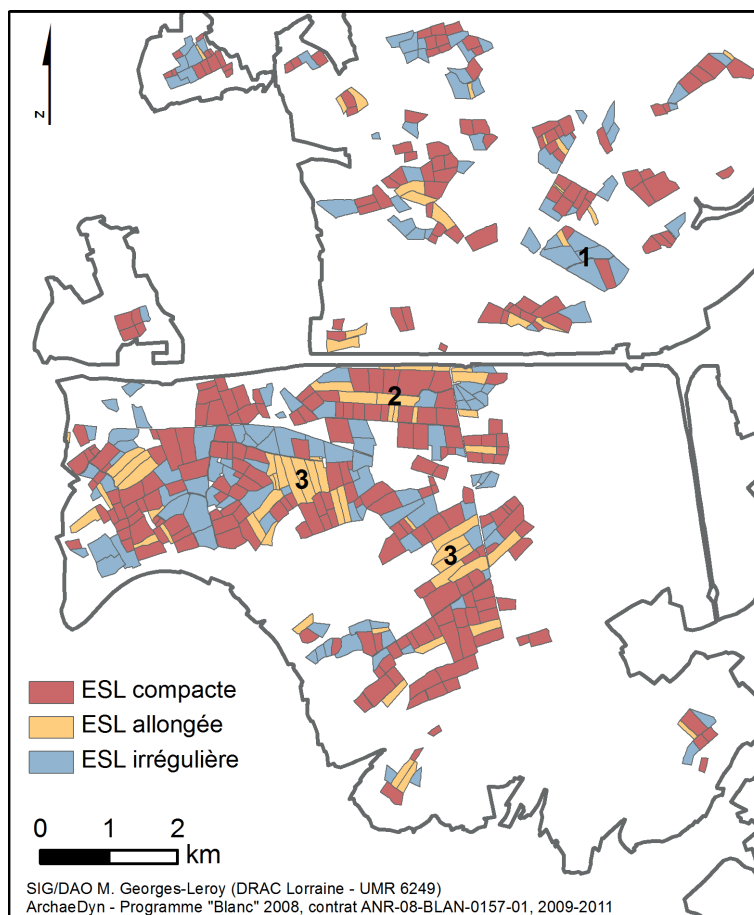 N
1
2
3
3
ESL compacte
ESL allongée
ESL irrégulière
0 1 2
km
SIG/DAO M. Georges-Leroy (DRAC Lorraine - UMR 6249)
ArchaeDyn - Programme "Blanc" 2008, contrat ANR-08-BLAN-0157-01, 2009-2011